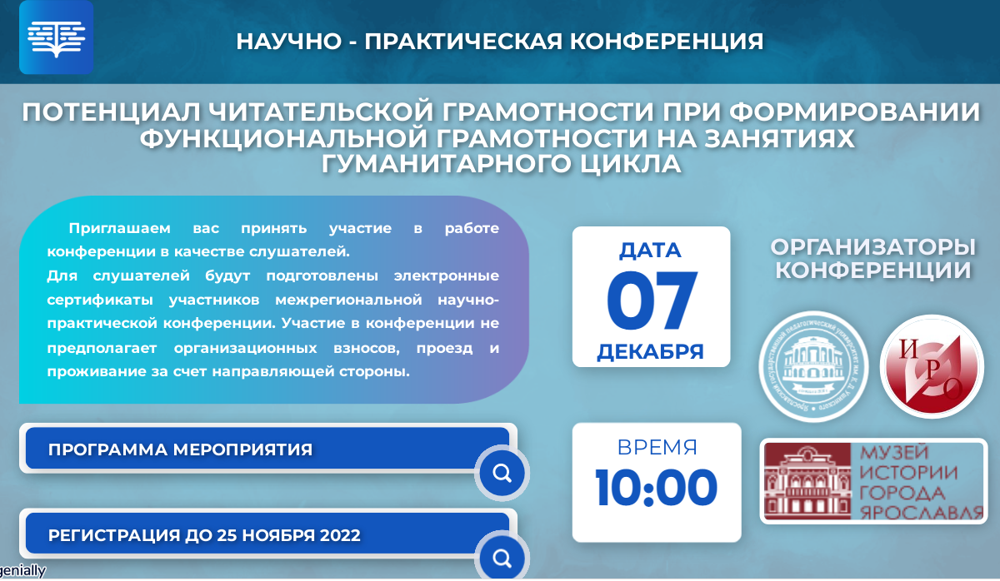 НАУЧНО - ПРАКТИЧЕСКАЯ КОНФЕРЕНЦИЯ
ПОТЕНЦИАЛ ЧИТАТЕЛЬСКОЙ ГРАМОТНОСТИ ПРИ ФОРМИРОВАНИИ
ФУНКЦИОНАЛЬНОЙ ГРАМОТНОСТИ НА ЗАНЯТИЯХ
ГУМАНИТАРНОГО ЦИКЛА
Приглашаем вас принять участие в работе
конференции в качестве слушателей.
Для слушателей будут подготовлены электронные
сертификаты участников межрегиональной научно-
практической конференции. Участие в конференции не
предполагает организационных взносов, проезд и
проживание за счет направляющей стороны.
ПРОГРАММА МЕРОПРИЯТИЯ
РЕГИСТРАЦИЯ ДО 25 НОЯБРЯ 2022
ДАТА
07
ДЕКАБРЯ
ВРЕМЯ
10:00
ОРГАНИЗАТОРЫ
КОНФЕРЕНЦИИ
Ярославский государственный педагогический университет им. К. Д. Ушинского
ИРО
МУЗЕЙ
ИСТОРИИ
ГОРОДА
ЯРОСЛАВЛЯ
genially